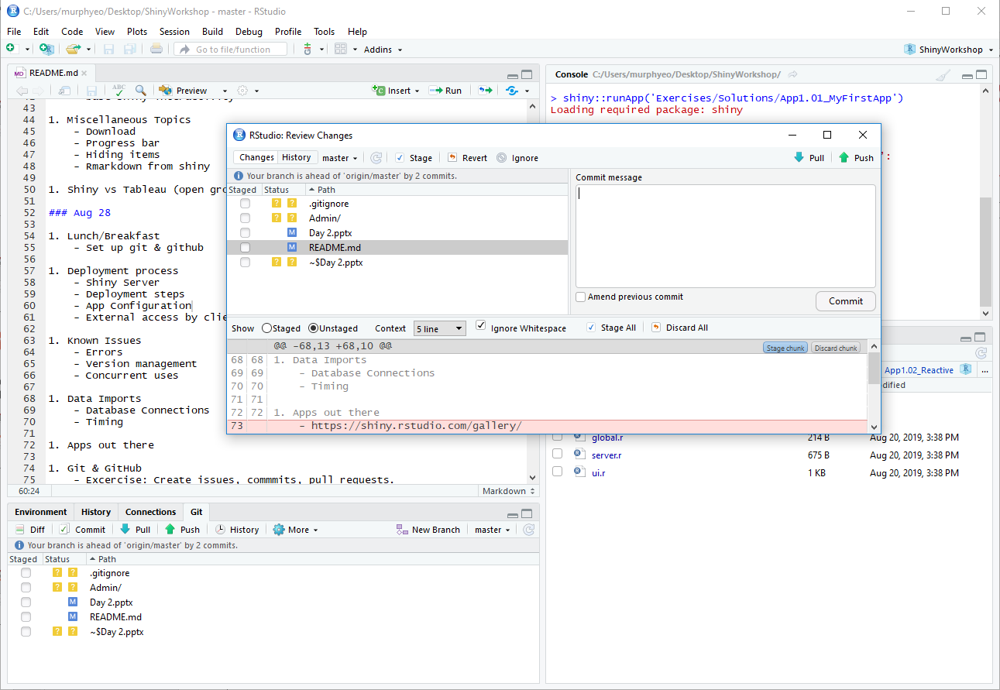 C:/Users/murphyeo/Desktop/ShinyWorkshop - master - RStudio
File Edit Code View Plots Session Build Debug Profile Tools Help
Go to file/function Addins ShinyWorkshop
README.md
ABC Preview Insert Run
43
44 1. Miscellaneous Topics
45 - Download
46 - Progress bar
47 - Hiding items
48 - Rmarkdown from shiny
49
50 1. Shiny vs Tableau (open gro
51
52 ### Aug 28
53
54 1. Lunch/Breakfast
55 - Set up git & github
56
57 1. Deployment process
58 - Shiny Server
59 - Deployment steps
60 - App Configuration
61 - External access by clie
62
63 1. Known Issues
64 - Errors
65 - Version management
66 - Concurrent uses
67
68 1. Data Imports
69 - Database Connections
70 - Timing
71
72 1. Apps out there
73
74 1. Git & GitHub
75 - Excercise: Create issues, commmits, pull requests.
60:24 Markdown
Console C:/Users/murphyeo/Desktop/ShinyWorkshop/
> shiny::runApp('Exercises/Solutions/App1.01_MyFirstApp')
Loading required package: shiny
':
RStudio: Review Changes
Changes History master Stage Revert Ignore Pull Push
Your branch is ahead of 'origin/master' by 2 commits.
Staged Status Path
? ? .gitignore
? ? Admin/
M Day 2.pptx
M README.md
? ? ~$Day 2.pptx
Commit message
Amend previous commit
Commit
Show Staged Unstaged Context 5 line Ignore Whitespace Stage All Discard All
@@ -68,13 +68,10 @@ Stage chunk Discard chunk
68 68 1. Data Imports
69 69 - Database Connections
70 70 - Timing
71 71
72 72 1. Apps out there
73 - https://shiny.rstudio.com/gallery/
App1.02_Reactive ...
dified
global.r 214 B Aug 20, 2019, 3:38 PM
server.r 675 B Aug 20, 2019, 3:38 PM
ui.r 1 KB Aug 20, 2019, 3:38 PM
Environment History Connections Git
Diff Commit Pull Push History More New Branch master
Your branch is ahead of 'origin/master' by 2 commits.
Staged Status Path
? ? .gitignore
? ? Admin/
M Day 2.pptx
M README.md
? ? ~$Day 2.pptx